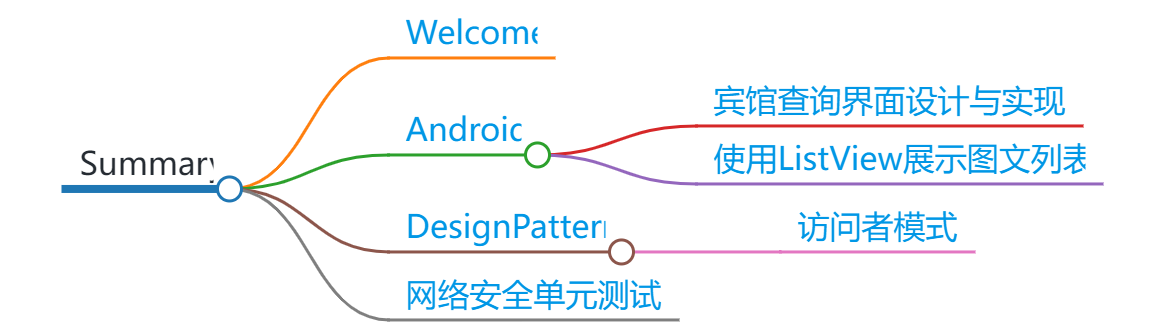 Summary
Welcome
Android
宾馆查询界面设计与实现
使用ListView展示图文列表
DesignPattern
访问者模式
网络安全单元测试